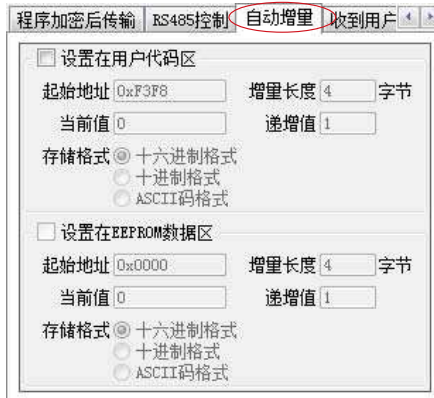 程序加密后传输 RS485控制 自动增量 收到用户
设置在用户代码区
起始地址 0xF3F8 增量长度 4 字节
当前值 0 递增值 1
存储格式 十六进制格式
十进制格式
ASCII码格式
设置在EEPROM数据区
起始地址 0x0000 增量长度 4 字节
当前值 0 递增值 1
存储格式 十六进制格式
十进制格式
ASCII码格式